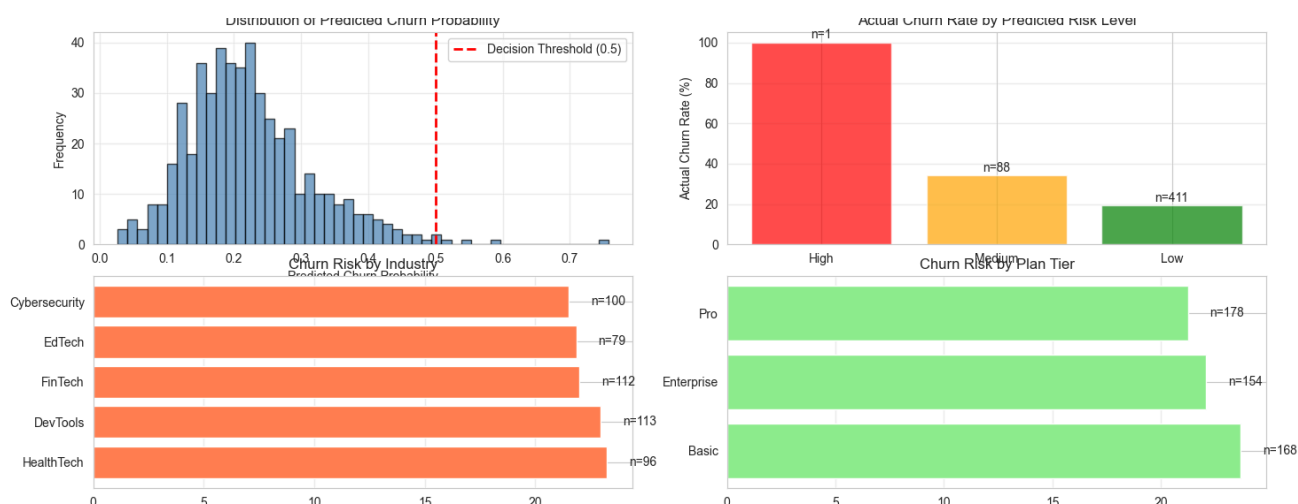 Distribution of Predicted Churn Probability
Frequency
40
30
20
10
0
Decision Threshold (0.5)
0.0 0.1 0.2 0.3 0.4 0.5 0.6 0.7
Predicted Churn Probability
Actual Churn Rate by Predicted Risk Level
Actual Churn Rate (%)
100
80
60
40
20
0
n=1
n=88
n=411
High Medium Low
Churn Risk by Industry
Cybersecurity n=100
EdTech n=79
FinTech n=112
DevTools n=113
HealthTech n=96
0 5 10 15 20
Churn Risk by Plan Tier
Pro n=178
Enterprise n=154
Basic n=168
0 5 10 15 20